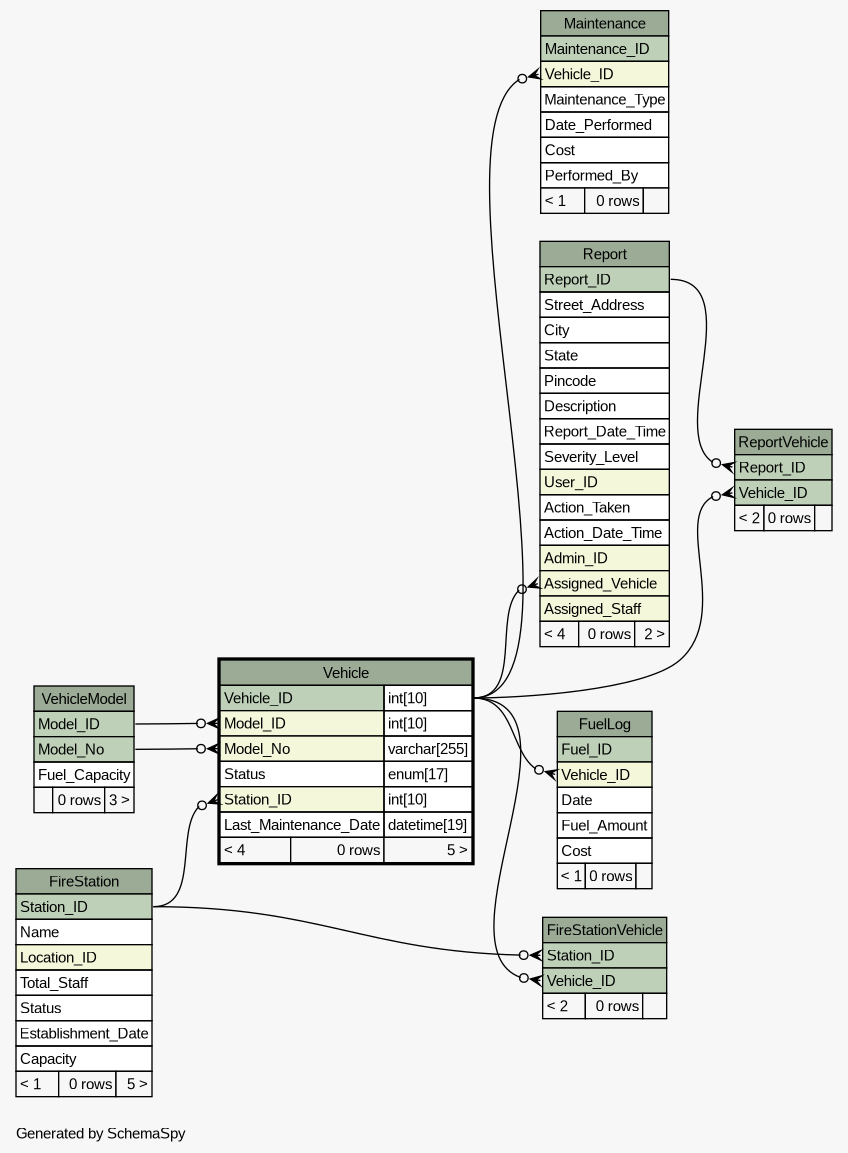 Maintenance
Maintenance_ID
Vehicle_ID
Maintenance_Type
Date_Performed
Cost
Performed_By
< 1 0 rows
Report
Report_ID
Street_Address
City
State
Pincode
Description
Report_Date_Time
Severity_Level
User_ID
Action_Taken
Action_Date_Time
Admin_ID
Assigned_Vehicle
Assigned_Staff
< 4 0 rows 2 >
ReportVehicle
Report_ID
Vehicle_ID
< 2 0 rows
Vehicle
Vehicle_ID int[10]
Model_ID int[10]
Model_No varchar[255]
Status enum[17]
Station_ID int[10]
Last_Maintenance_Date datetime[19]
< 4 0 rows 5 >
VehicleModel
Model_ID
Model_No
Fuel_Capacity
0 rows 3 >
FuelLog
Fuel_ID
Vehicle_ID
Date
Fuel_Amount
Cost
< 1 0 rows
FireStation
Station_ID
Name
Location_ID
Total_Staff
Status
Establishment_Date
Capacity
< 1 0 rows 5 >
FireStationVehicle
Station_ID
Vehicle_ID
< 2 0 rows
Generated by SchemaSpy